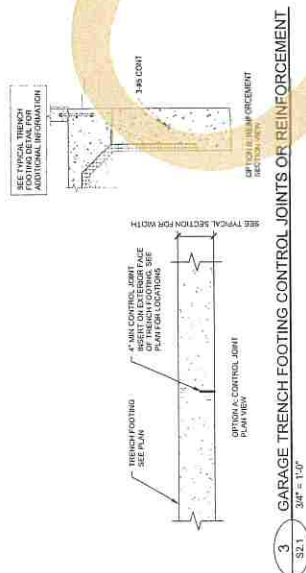 SEE TYPICAL TRENCH
FOOTING DETAIL FOR
ADDITIONAL INFORMATION
3-#5 CONT
OPTION B: REINFORCEMENT
SECTION VIEW
TRENCH FOOTING
SEE PLAN
4" MIN CONTROL JOINT
INSERT ON EXTERIOR FACE
OF TRENCH FOOTING, SEE
PLAN FOR LOCATIONS
SEE TYPICAL SECTION FOR WIDTH
OPTION A: CONTROL JOINT
PLAN VIEW
3
S2.1
GARAGE TRENCH FOOTING CONTROL JOINTS OR REINFORCEMENT
3/4" = 1'-0"